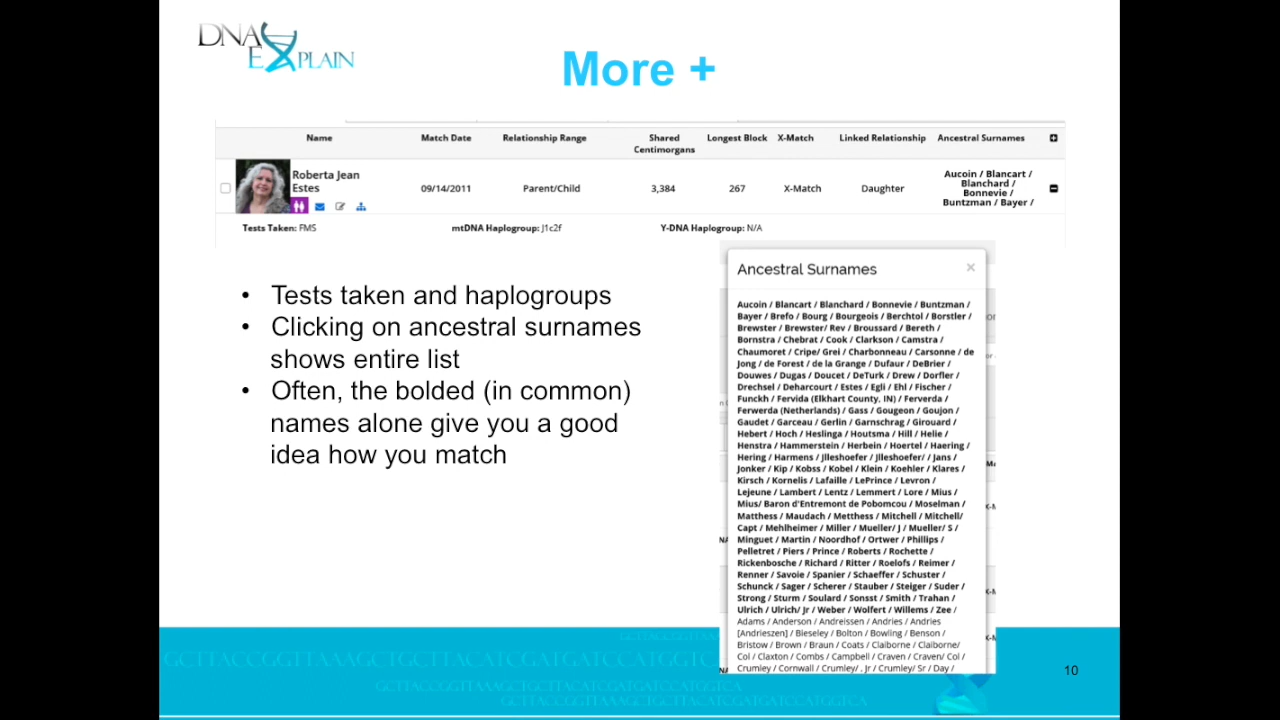 DNA
EXPLAIN
More +
Name Match Date Relationship Range Shared Centimorgans Longest Block X-Match Linked Relationship Ancestral Surnames
Roberta Jean Estes 09/14/2011 Parent/Child 3,384 267 X-Match Daughter
Aucoin / Blancart /
Blanchard /
Bonnevie /
Buntzman / Bayer /
Tests Taken: FMS mtDNA Haplogroup: J1c2f Y-DNA Haplogroup: N/A
• Tests taken and haplogroups
• Clicking on ancestral surnames
shows entire list
• Often, the bolded (in common)
names alone give you a good
idea how you match
Ancestral Surnames ×
Aucoin / Blancart / Blanchard / Bonnevie / Buntzman /
Bayer / Brefo / Bourg / Bourgeois / Berchtol / Borstler /
Brewster / Brewster/ Rev / Broussard / Bereth /
Bornstra / Chebrat / Cook / Clarkson / Camstra /
Chaumoret / Cripe/ Grei / Charbonneau / Carsonne / de
Jong / de Forest / de la Grange / Dufaur / DeBrier /
Douwes / Dugas / Doucet / DeTurk / Drew / Dorfler /
Drechsel / Deharcourt / Estes / Egli / Ehl / Fischer /
Funckh / Fervida (Elkhart County, IN) / Ferverda /
Ferwerda (Netherlands) / Gass / Gougeon / Goujon /
Gaudet / Garceau / Gerlin / Garnschrag / Girouard /
Hebert / Hoch / Heslinga / Houtsma / Hill / Helie /
Henstra / Hammerstein / Herbein / Hoertel / Haering /
Hering / Harmens / Jlleshoefer / Jlleshoefer/ / Jans /
Jonker / Kip / Kobss / Kobel / Klein / Koehler / Klares /
Kirsch / Kornelis / Lafaille / LePrince / Levron /
Lejeune / Lambert / Lentz / Lemmert / Lore / Mius /
Mius/ Baron d'Entremont de Pobomcou / Moselman /
Matthess / Maudach / Metthess / Mitchell / Mitchell/
Capt / Mehlheimer / Miller / Mueller/ J / Mueller/ S /
Minguet / Martin / Noordhof / Ortwer / Phillips /
Pelletret / Piers / Prince / Roberts / Rochette /
Rickenbosche / Richard / Ritter / Roelofs / Reimer /
Renner / Savoie / Spanier / Schaeffer / Schuster /
Schunck / Sager / Scherer / Stauber / Steiger / Suder /
Strong / Sturm / Soulard / Sonsst / Smith / Trahan /
Ulrich / Ulrich/ Jr / Weber / Wolfert / Willems / Zee /
Adams / Anderson / Andreissen / Andries / Andries
[Andrieszen] / Bieseley / Bolton / Bowling / Benson /
Bristow / Brown / Braun / Coats / Claiborne / Claiborne/
Col / Claxton / Combs / Campbell / Craven / Craven/ Col /
Crumley / Cornwall / Crumley/ . Jr / Crumley/ Sr / Day /
10